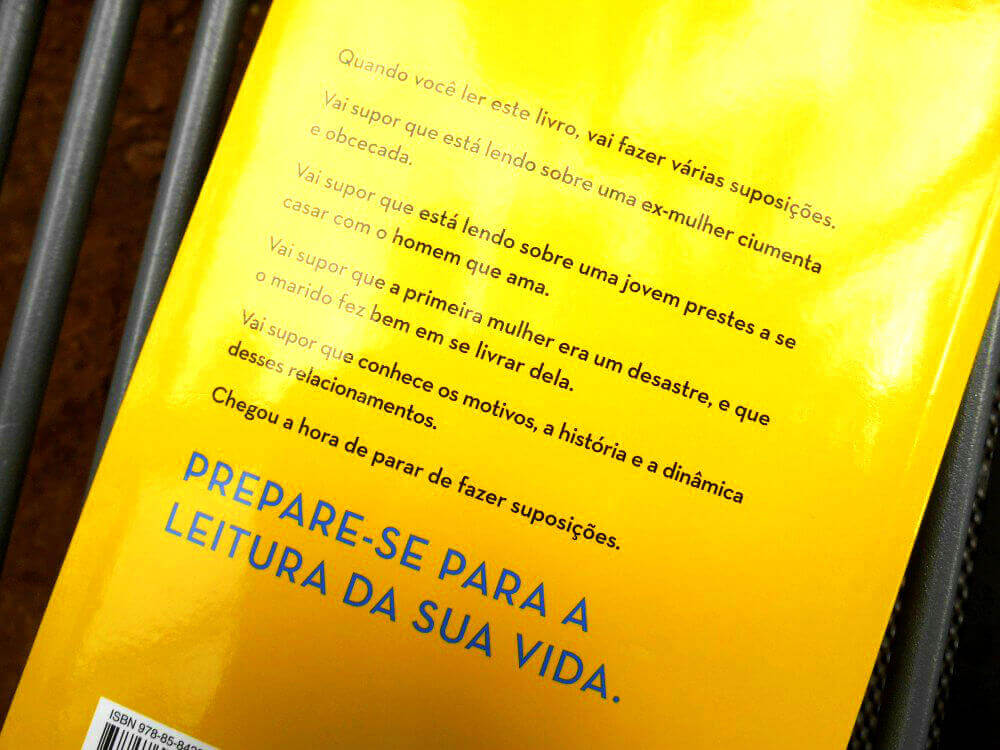 Quando você ler este livro, vai fazer várias suposições.
Vai supor que está lendo sobre uma ex-mulher ciumenta
e obcecada.
Vai supor que está lendo sobre uma jovem prestes a se
casar com o homem que ama.
Vai supor que a primeira mulher era um desastre, e que
o marido fez bem em se livrar dela.
Vai supor que conhece os motivos, a história e a dinâmica
desses relacionamentos.
Chegou a hora de parar de fazer suposições.
PREPARE-SE PARA A
LEITURA DA SUA VIDA.
ISBN 978-85-843